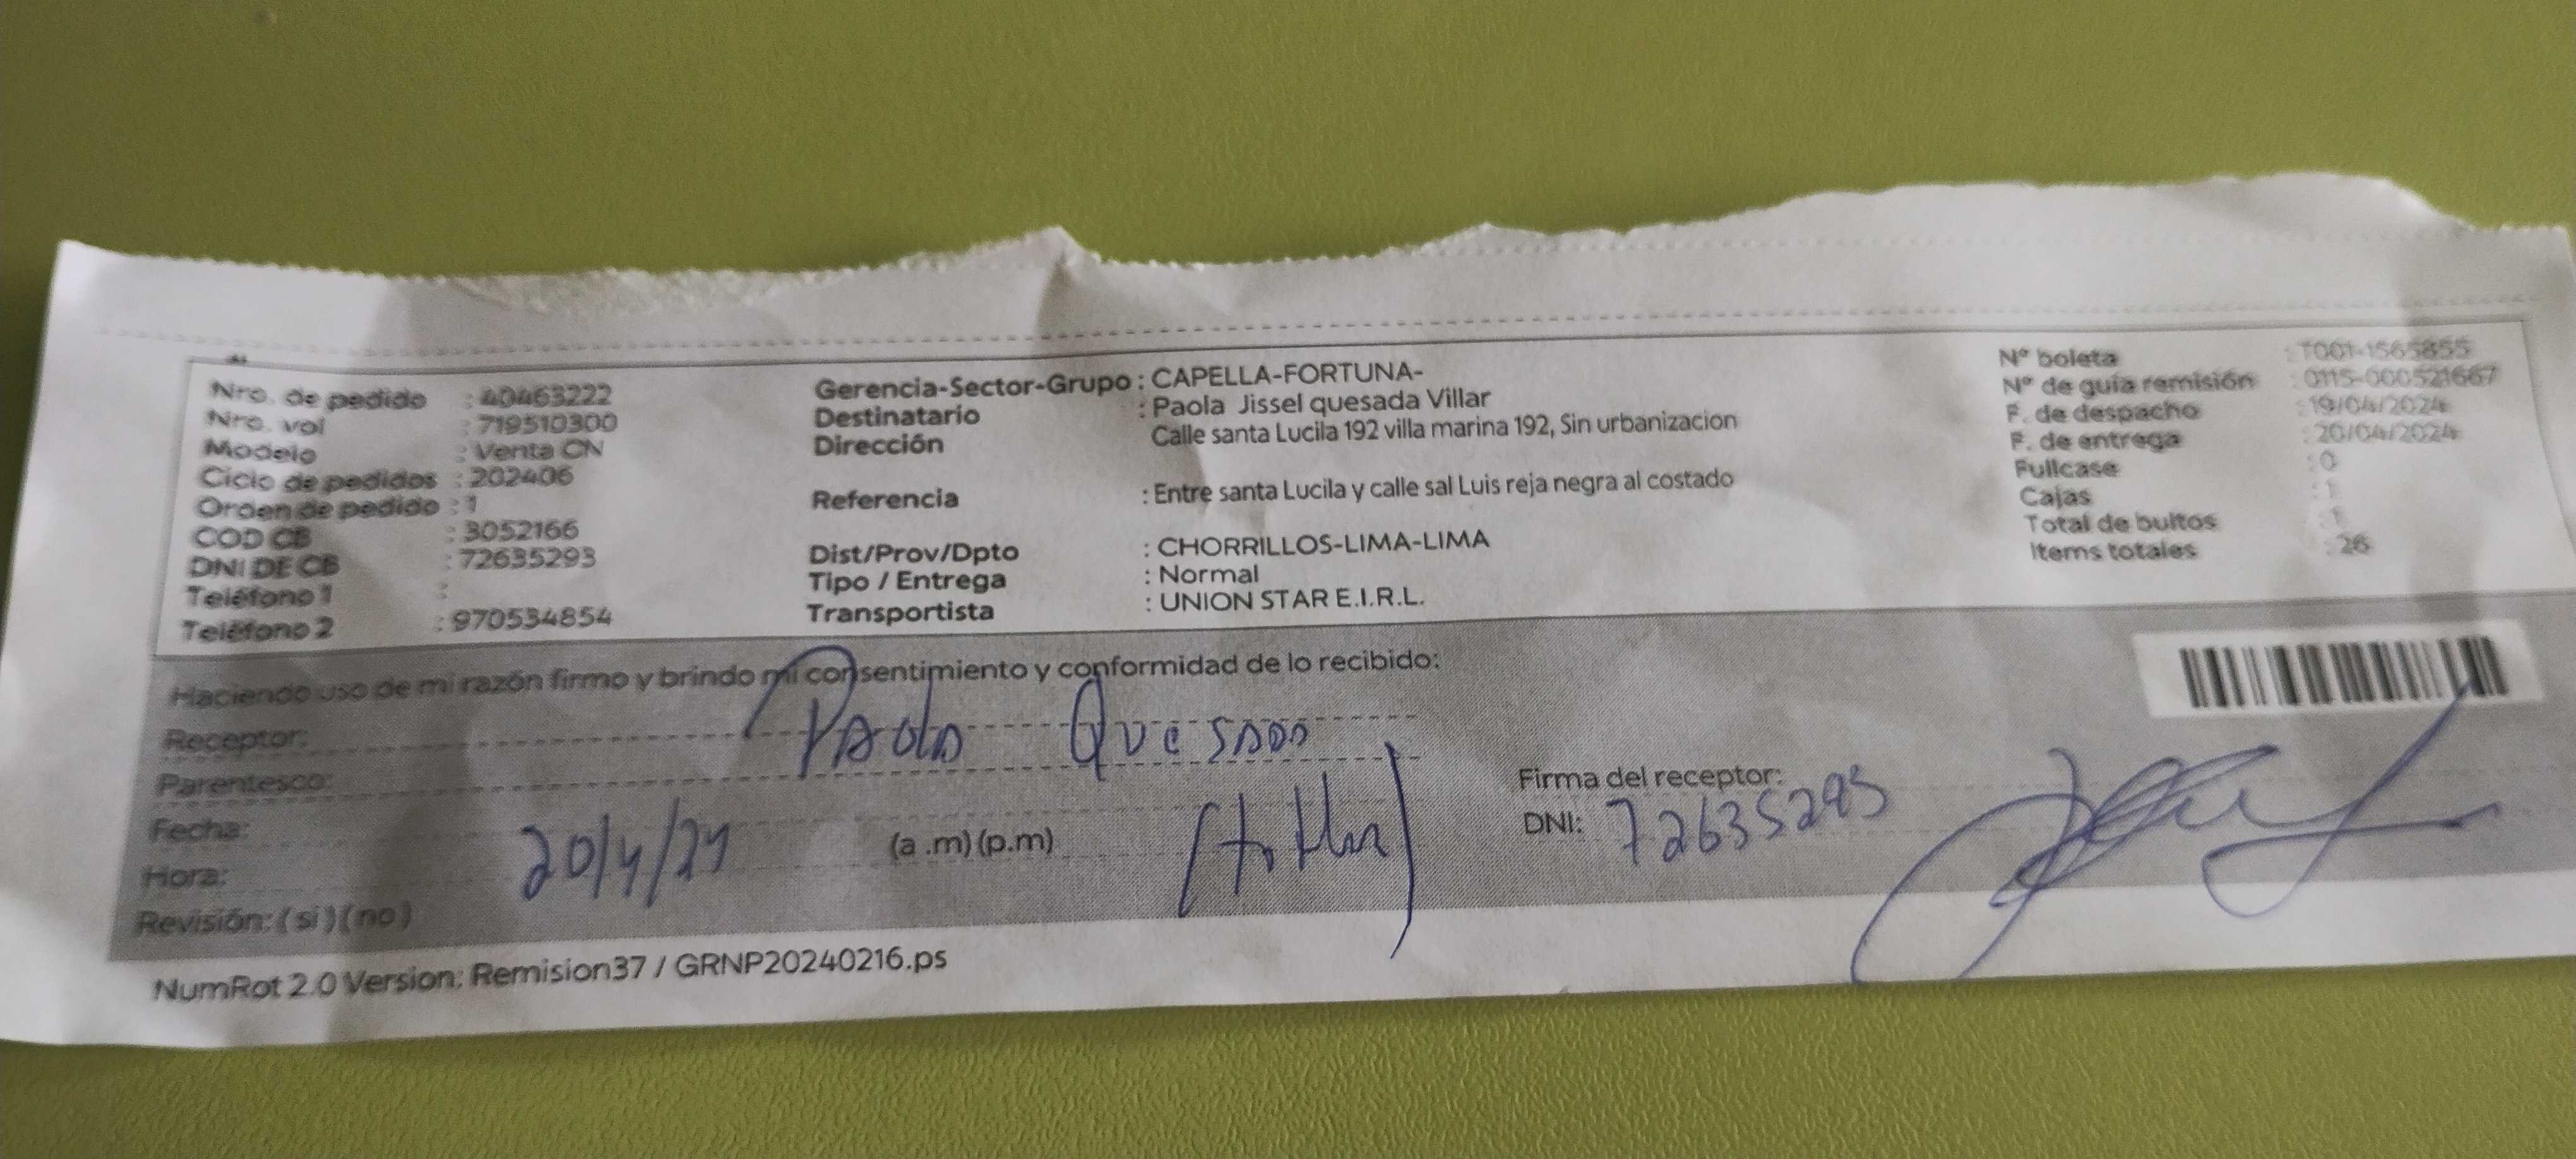 Nro. de pedido : 40463222
Nro. vol : 719510300
Modelo : Venta CN
Ciclo de pedidos : 202406
Orden de pedido : 1
COD CB : 3052166
DNI DE CB : 72635293
Teléfono 1 :
Teléfono 2 : 970534854
Gerencia-Sector-Grupo : CAPELLA-FORTUNA-
Destinatario : Paola Jissel quesada Villar
Dirección Calle santa Lucila 192 villa marina 192, Sin urbanizacion
Referencia : Entre santa Lucila y calle sal Luis reja negra al costado
Dist/Prov/Dpto : CHORRILLOS-LIMA-LIMA
Tipo / Entrega : Normal
Transportista : UNION STAR E.I.R.L.
N° boleta : T001-1565855
N° de guía remisión : 0115-000521667
F. de despacho : 19/04/2024
F. de entrega : 20/04/2024
Fullcase : 0
Cajas : 1
Total de bultos : 1
Items totales : 26
Haciendo uso de mi razón firmo y brindo mi consentimiento y conformidad de lo recibido:
Receptor: Paola Quesada
Parentesco:
Fecha: 20/4/24
Hora: (a .m) (p.m)
Revisión: ( si ) ( no )
Firma del receptor:
DNI: 72635293
NumRot 2.0 Version: Remision37 / GRNP20240216.ps